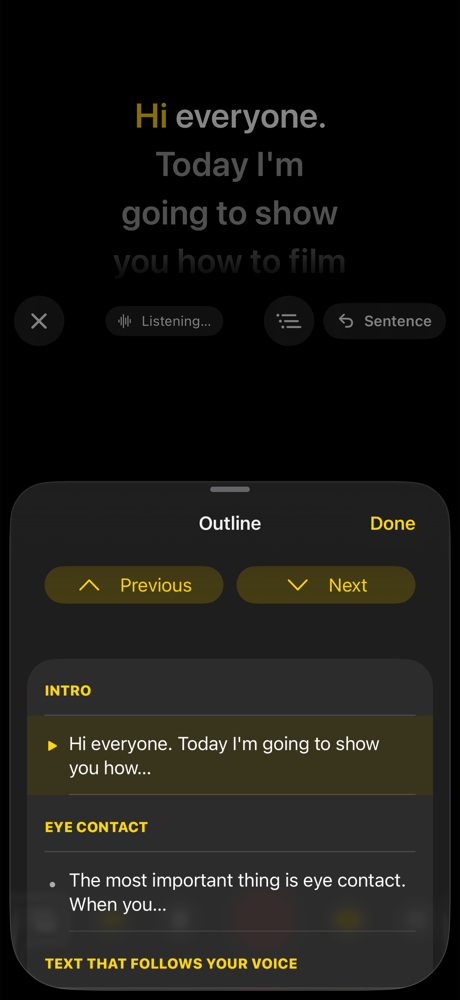 Hi everyone.
Today I'm
going to show
you how to film
Listening...
Sentence
Outline
Done
Previous
Next
INTRO
Hi everyone. Today I'm going to show
you how...
EYE CONTACT
The most important thing is eye contact.
When you...
TEXT THAT FOLLOWS YOUR VOICE